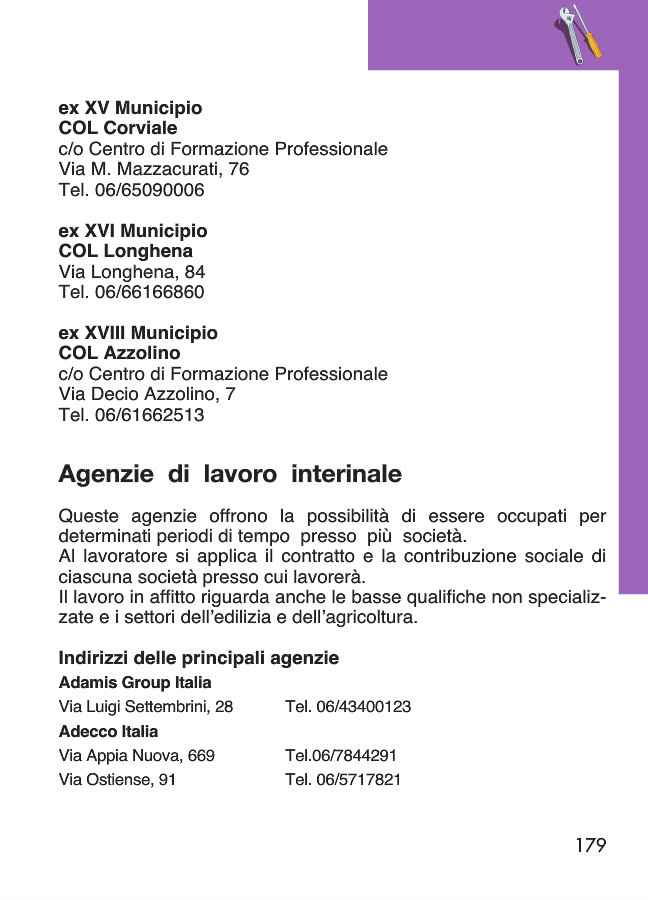 ex XV Municipio
COL Corviale
c/o Centro di Formazione Professionale
Via M. Mazzacurati, 76
Tel. 06/65090006
ex XVI Municipio
COL Longhena
Via Longhena, 84
Tel. 06/66166860
ex XVIII Municipio
COL Azzolino
c/o Centro di Formazione Professionale
Via Decio Azzolino, 7
Tel. 06/61662513
Agenzie di lavoro interinale
Queste agenzie offrono la possibilità di essere occupati per
determinati periodi di tempo presso più società.
Al lavoratore si applica il contratto e la contribuzione sociale di
ciascuna società presso cui lavorerà.
Il lavoro in affitto riguarda anche le basse qualifiche non specializ-
zate e i settori dell'edilizia e dell'agricoltura.
Indirizzi delle principali agenzie
Adamis Group Italia
Via Luigi Settembrini, 28 Tel. 06/43400123
Adecco Italia
Via Appia Nuova, 669 Tel.06/7844291
Via Ostiense, 91 Tel. 06/5717821
179